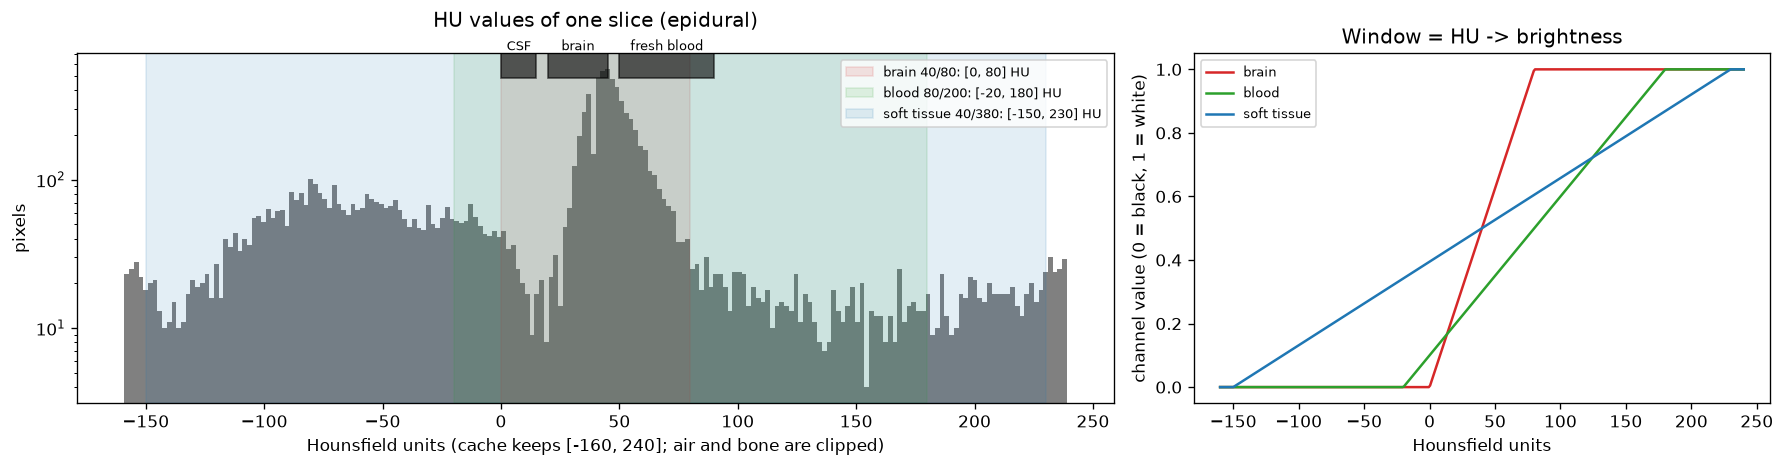 HU values of one slice (epidural)
CSF
brain
fresh blood
brain 40/80: [0, 80] HU
blood 80/200: [-20, 180] HU
soft tissue 40/380: [-150, 230] HU
pixels
10²
10¹
−150
−100
−50
0
50
100
150
200
250
Hounsfield units (cache keeps [-160, 240]; air and bone are clipped)
Window = HU -> brightness
brain
blood
soft tissue
channel value (0 = black, 1 = white)
1.0
0.8
0.6
0.4
0.2
0.0
−150
−100
−50
0
50
100
150
200
250
Hounsfield units